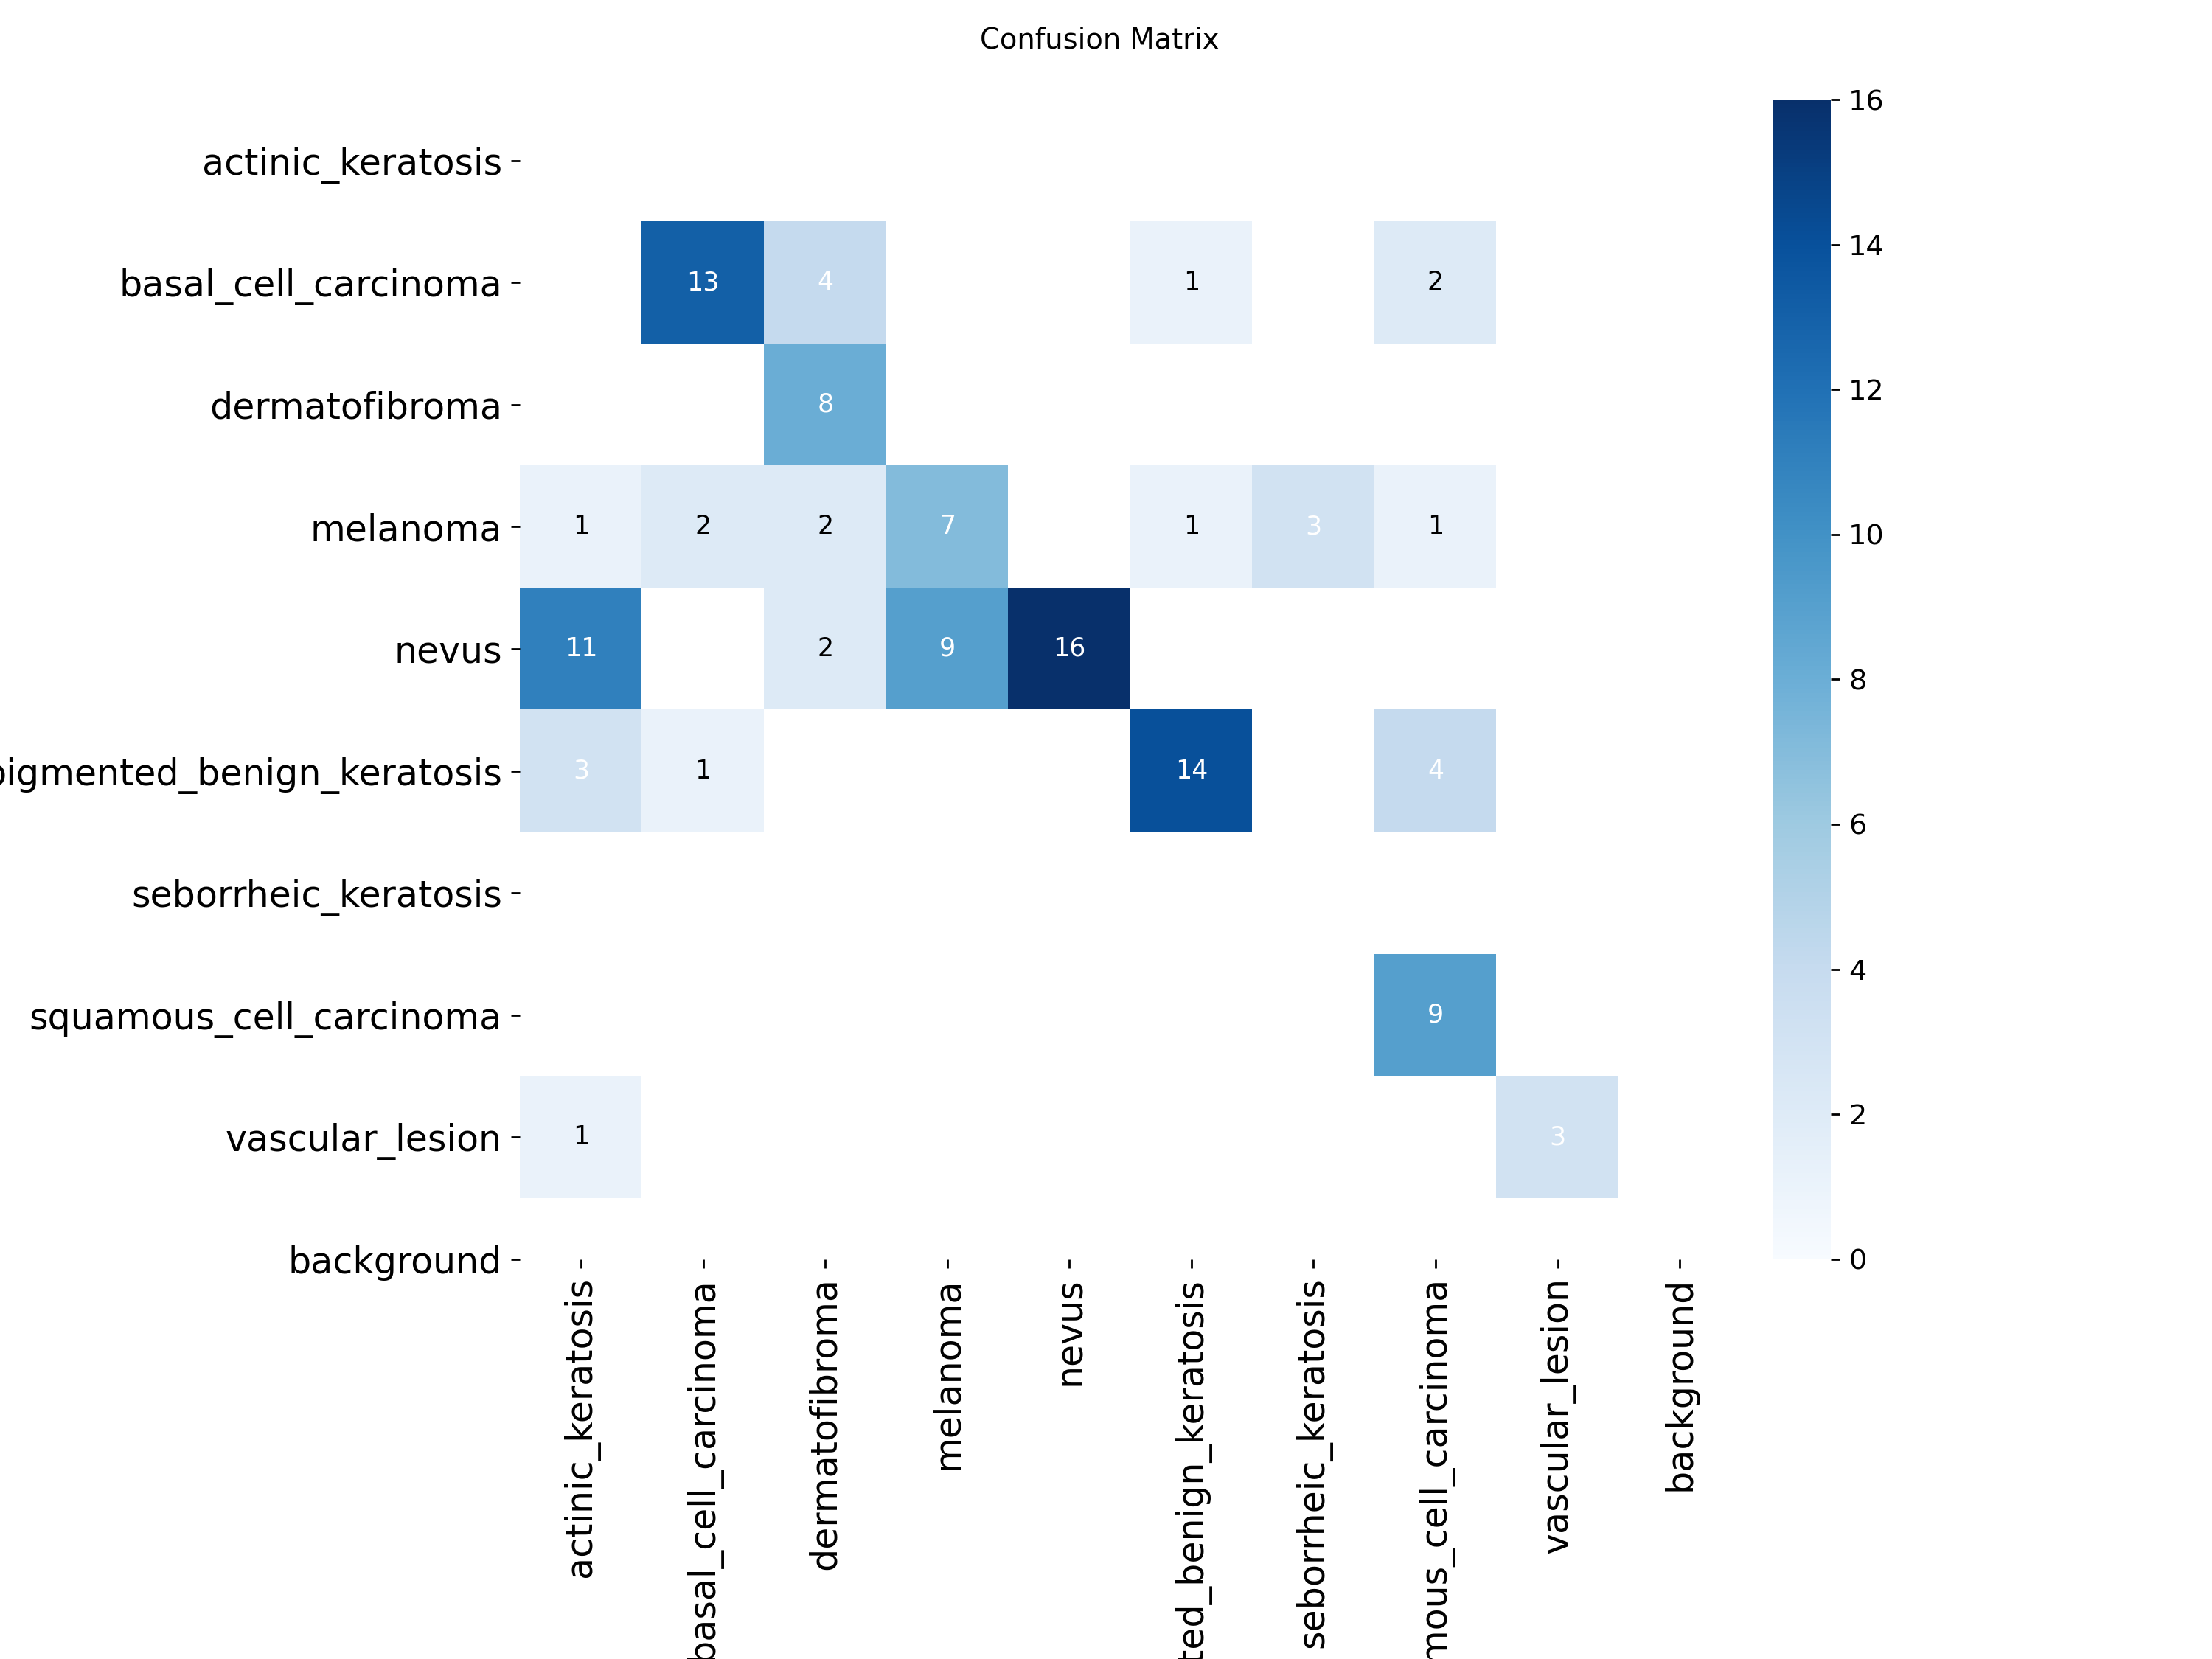 Confusion Matrix
actinic_keratosis
basal_cell_carcinoma 13 4 1 2
dermatofibroma 8
melanoma 1 2 2 7 1 3 1
nevus 11 2 9 16
pigmented_benign_keratosis 3 1 14 4
seborrheic_keratosis
squamous_cell_carcinoma 9
vascular_lesion 1 3
background
actinic_keratosis
basal_cell_carcinoma
dermatofibroma
melanoma
nevus
ted_benign_keratosis
seborrheic_keratosis
mous_cell_carcinoma
vascular_lesion
background
16
14
12
10
8
6
4
2
0